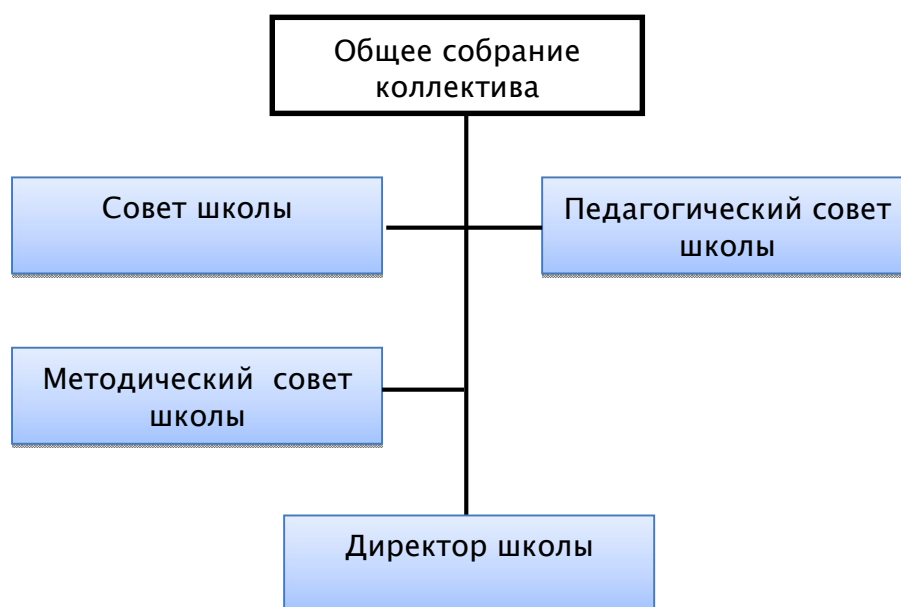 Общее собрание
коллектива
Совет школы
Педагогический совет
школы
Методический совет
школы
Директор школы